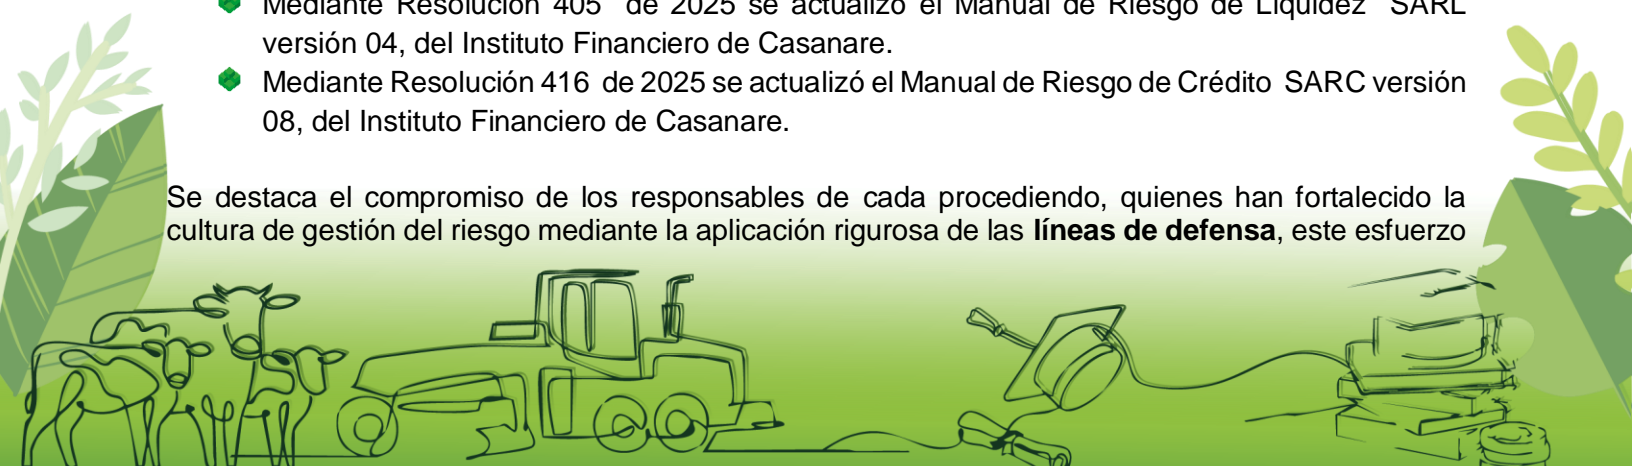 Mediante Resolución 405 de 2025 se actualizó el Manual de Riesgo de Liquidez SARL
versión 04, del Instituto Financiero de Casanare.
Mediante Resolución 416 de 2025 se actualizó el Manual de Riesgo de Crédito SARC versión
08, del Instituto Financiero de Casanare.
Se destaca el compromiso de los responsables de cada procediendo, quienes han fortalecido la
cultura de gestión del riesgo mediante la aplicación rigurosa de las líneas de defensa, este esfuerzo